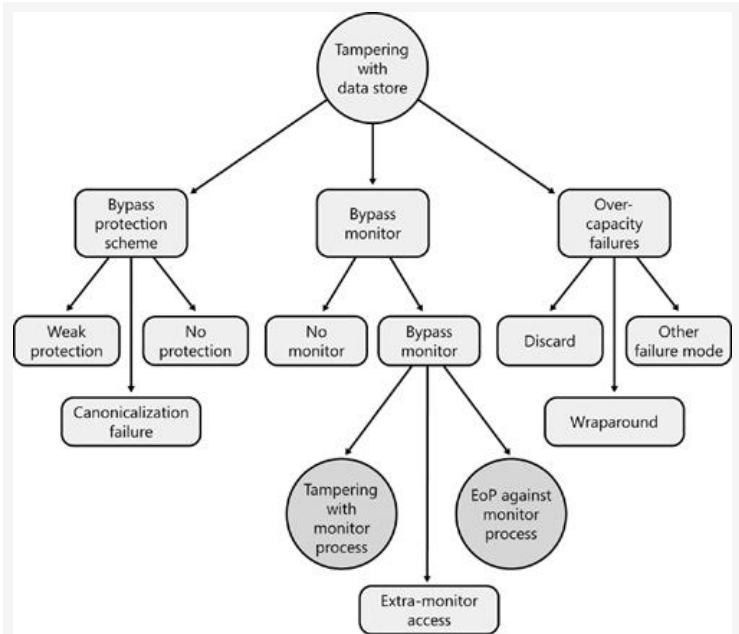 Tampering
with
data store
Bypass
protection
scheme
Bypass
monitor
Over-
capacity
failures
Weak
protection
No
protection
No
monitor
Bypass
monitor
Discard
Other
failure mode
Canonicalization
failure
Wraparound
Tampering
with
monitor
process
EoP against
monitor
process
Extra-monitor
access